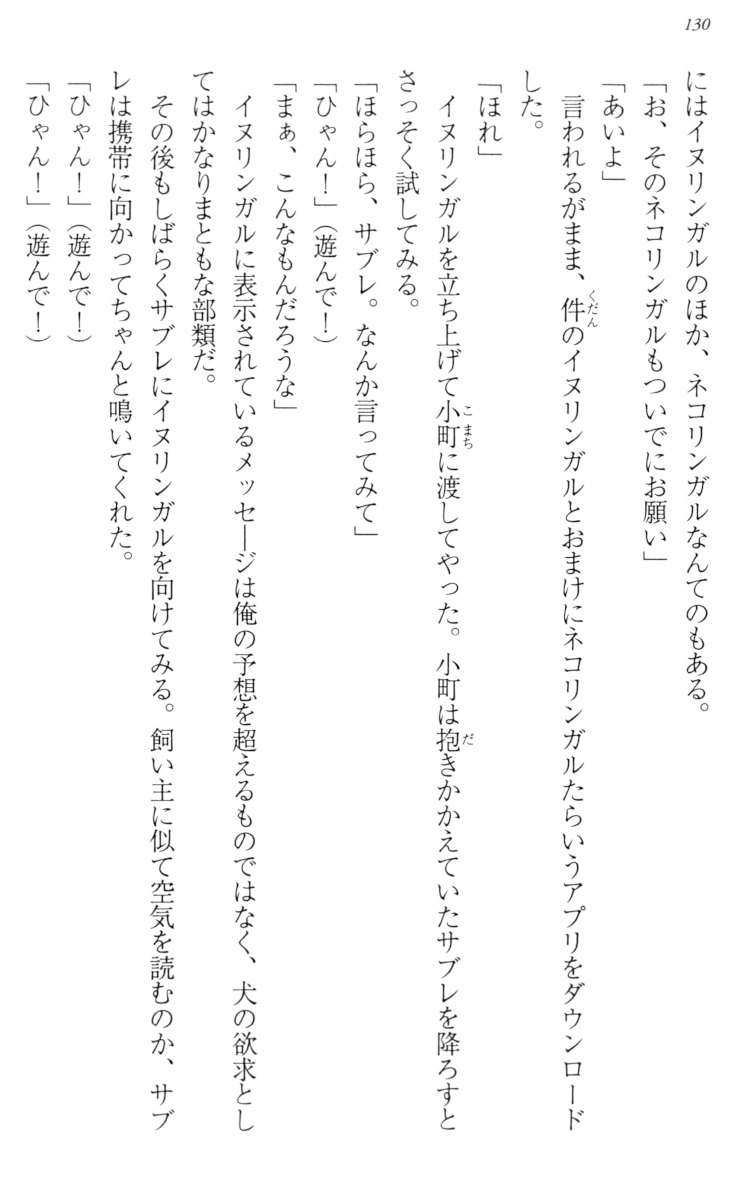 130
にはイヌリンガルのほか、ネコリンガルなんてのもある。
「お、そのネコリンガルもついでにお願い」
「あいよ」
言われるがまま、件のイヌリンガルとおまけにネコリンガルたらいうアプリをダウンロード
くだん
した。
「ほれ」
イヌリンガルを立ち上げて小町に渡してやった。小町は抱きかかえていたサブレを降ろすと
こまち
だ
さっそく試してみる。
「ほらほら、サブレ。なんか言ってみて」
「ひゃん！」（遊んで！）
「まぁ、こんなもんだろうな」
イヌリンガルに表示されているメッセージは俺の予想を超えるものではなく、犬の欲求とし
てはかなりまともな部類だ。
その後もしばらくサブレにイヌリンガルを向けてみる。飼い主に似て空気を読むのか、サブ
レは携帯に向かってちゃんと鳴いてくれた。
「ひゃん！」（遊んで！）
「ひゃん！」（遊んで！）